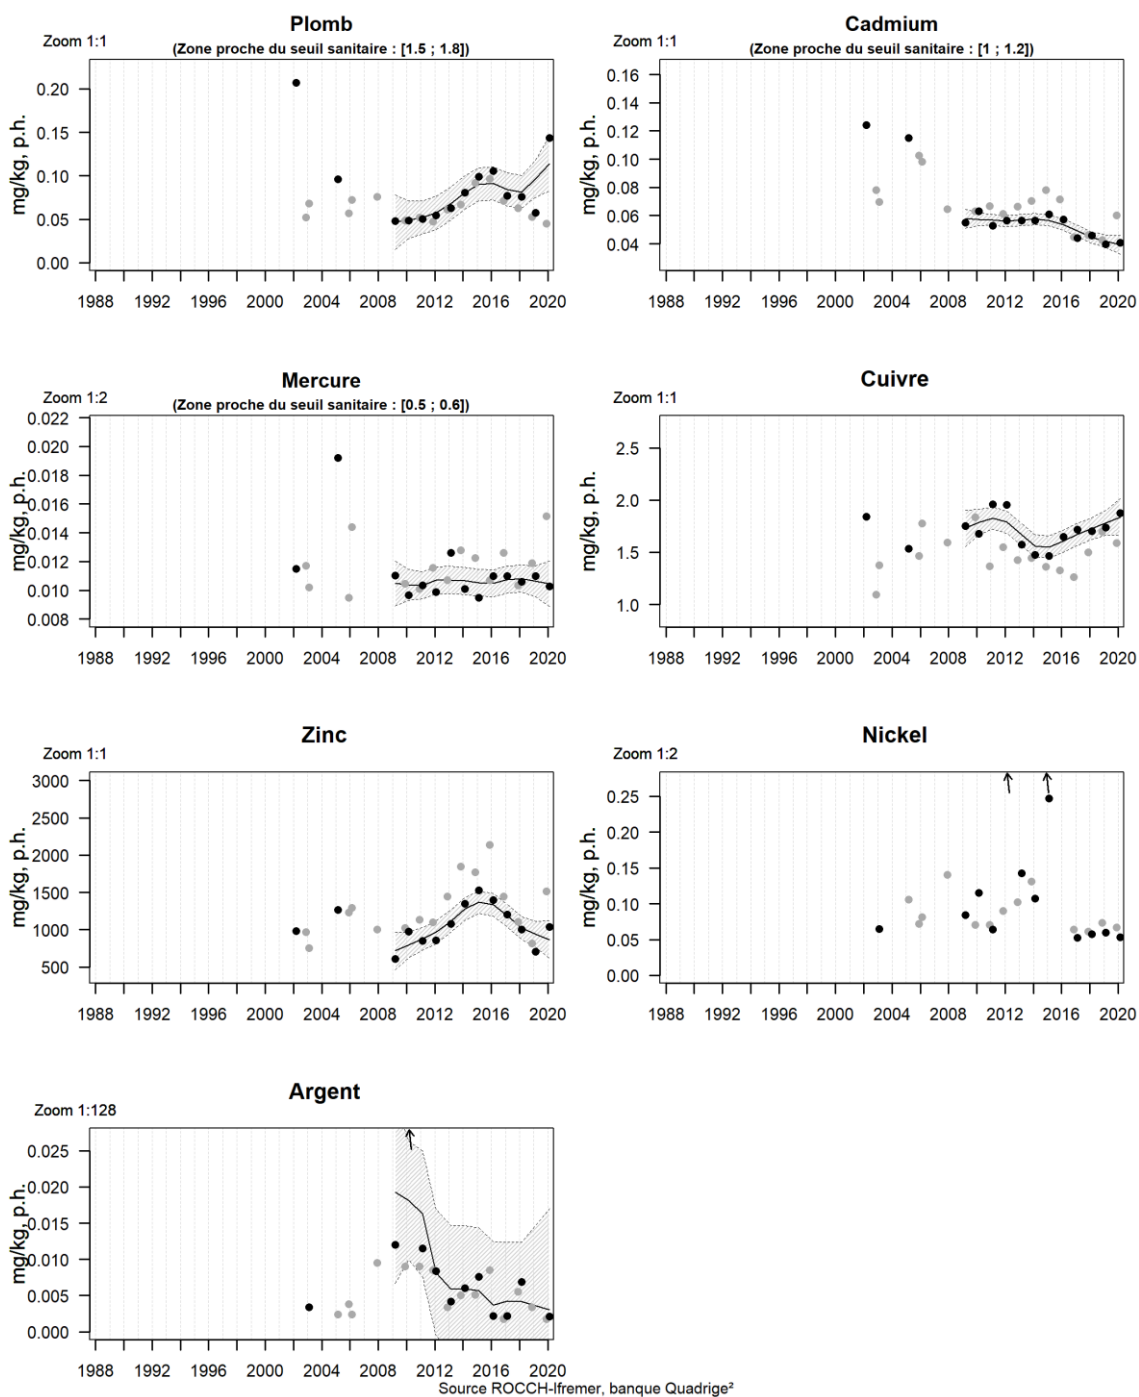 Plomb
Zoom 1:1
(Zone proche du seuil sanitaire : [1.5 ; 1.8])
mg/kg, p.h.
0.20
0.15
0.10
0.05
0.00
1988 1992 1996 2000 2004 2008 2012 2016 2020
Cadmium
Zoom 1:1
(Zone proche du seuil sanitaire : [1 ; 1.2])
mg/kg, p.h.
0.16
0.14
0.12
0.10
0.08
0.06
0.04
1988 1992 1996 2000 2004 2008 2012 2016 2020
Mercure
Zoom 1:2
(Zone proche du seuil sanitaire : [0.5 ; 0.6])
mg/kg, p.h.
0.022
0.020
0.018
0.016
0.014
0.012
0.010
0.008
1988 1992 1996 2000 2004 2008 2012 2016 2020
Cuivre
Zoom 1:1
mg/kg, p.h.
2.5
2.0
1.5
1.0
1988 1992 1996 2000 2004 2008 2012 2016 2020
Zinc
Zoom 1:1
mg/kg, p.h.
3000
2500
2000
1500
1000
500
1988 1992 1996 2000 2004 2008 2012 2016 2020
Nickel
Zoom 1:2
mg/kg, p.h.
0.25
0.20
0.15
0.10
0.05
0.00
1988 1992 1996 2000 2004 2008 2012 2016 2020
Argent
Zoom 1:128
mg/kg, p.h.
0.025
0.020
0.015
0.010
0.005
0.000
1988 1992 1996 2000 2004 2008 2012 2016 2020
Source ROCCH-Ifremer, banque Quadrige²